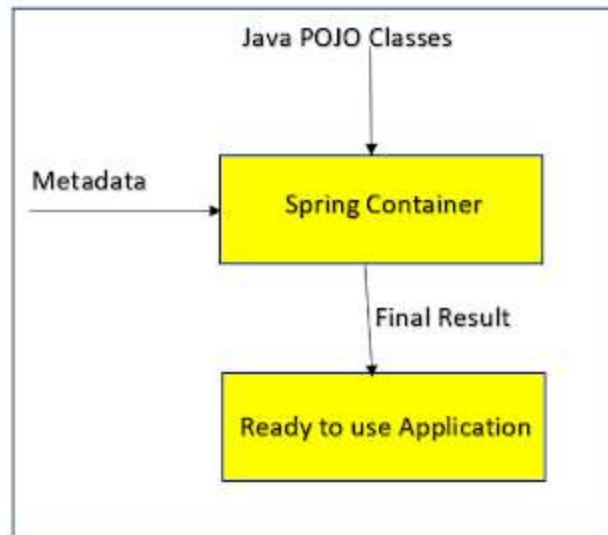 Java POJO Classes
Metadata
Spring Container
Final Result
Ready to use Application